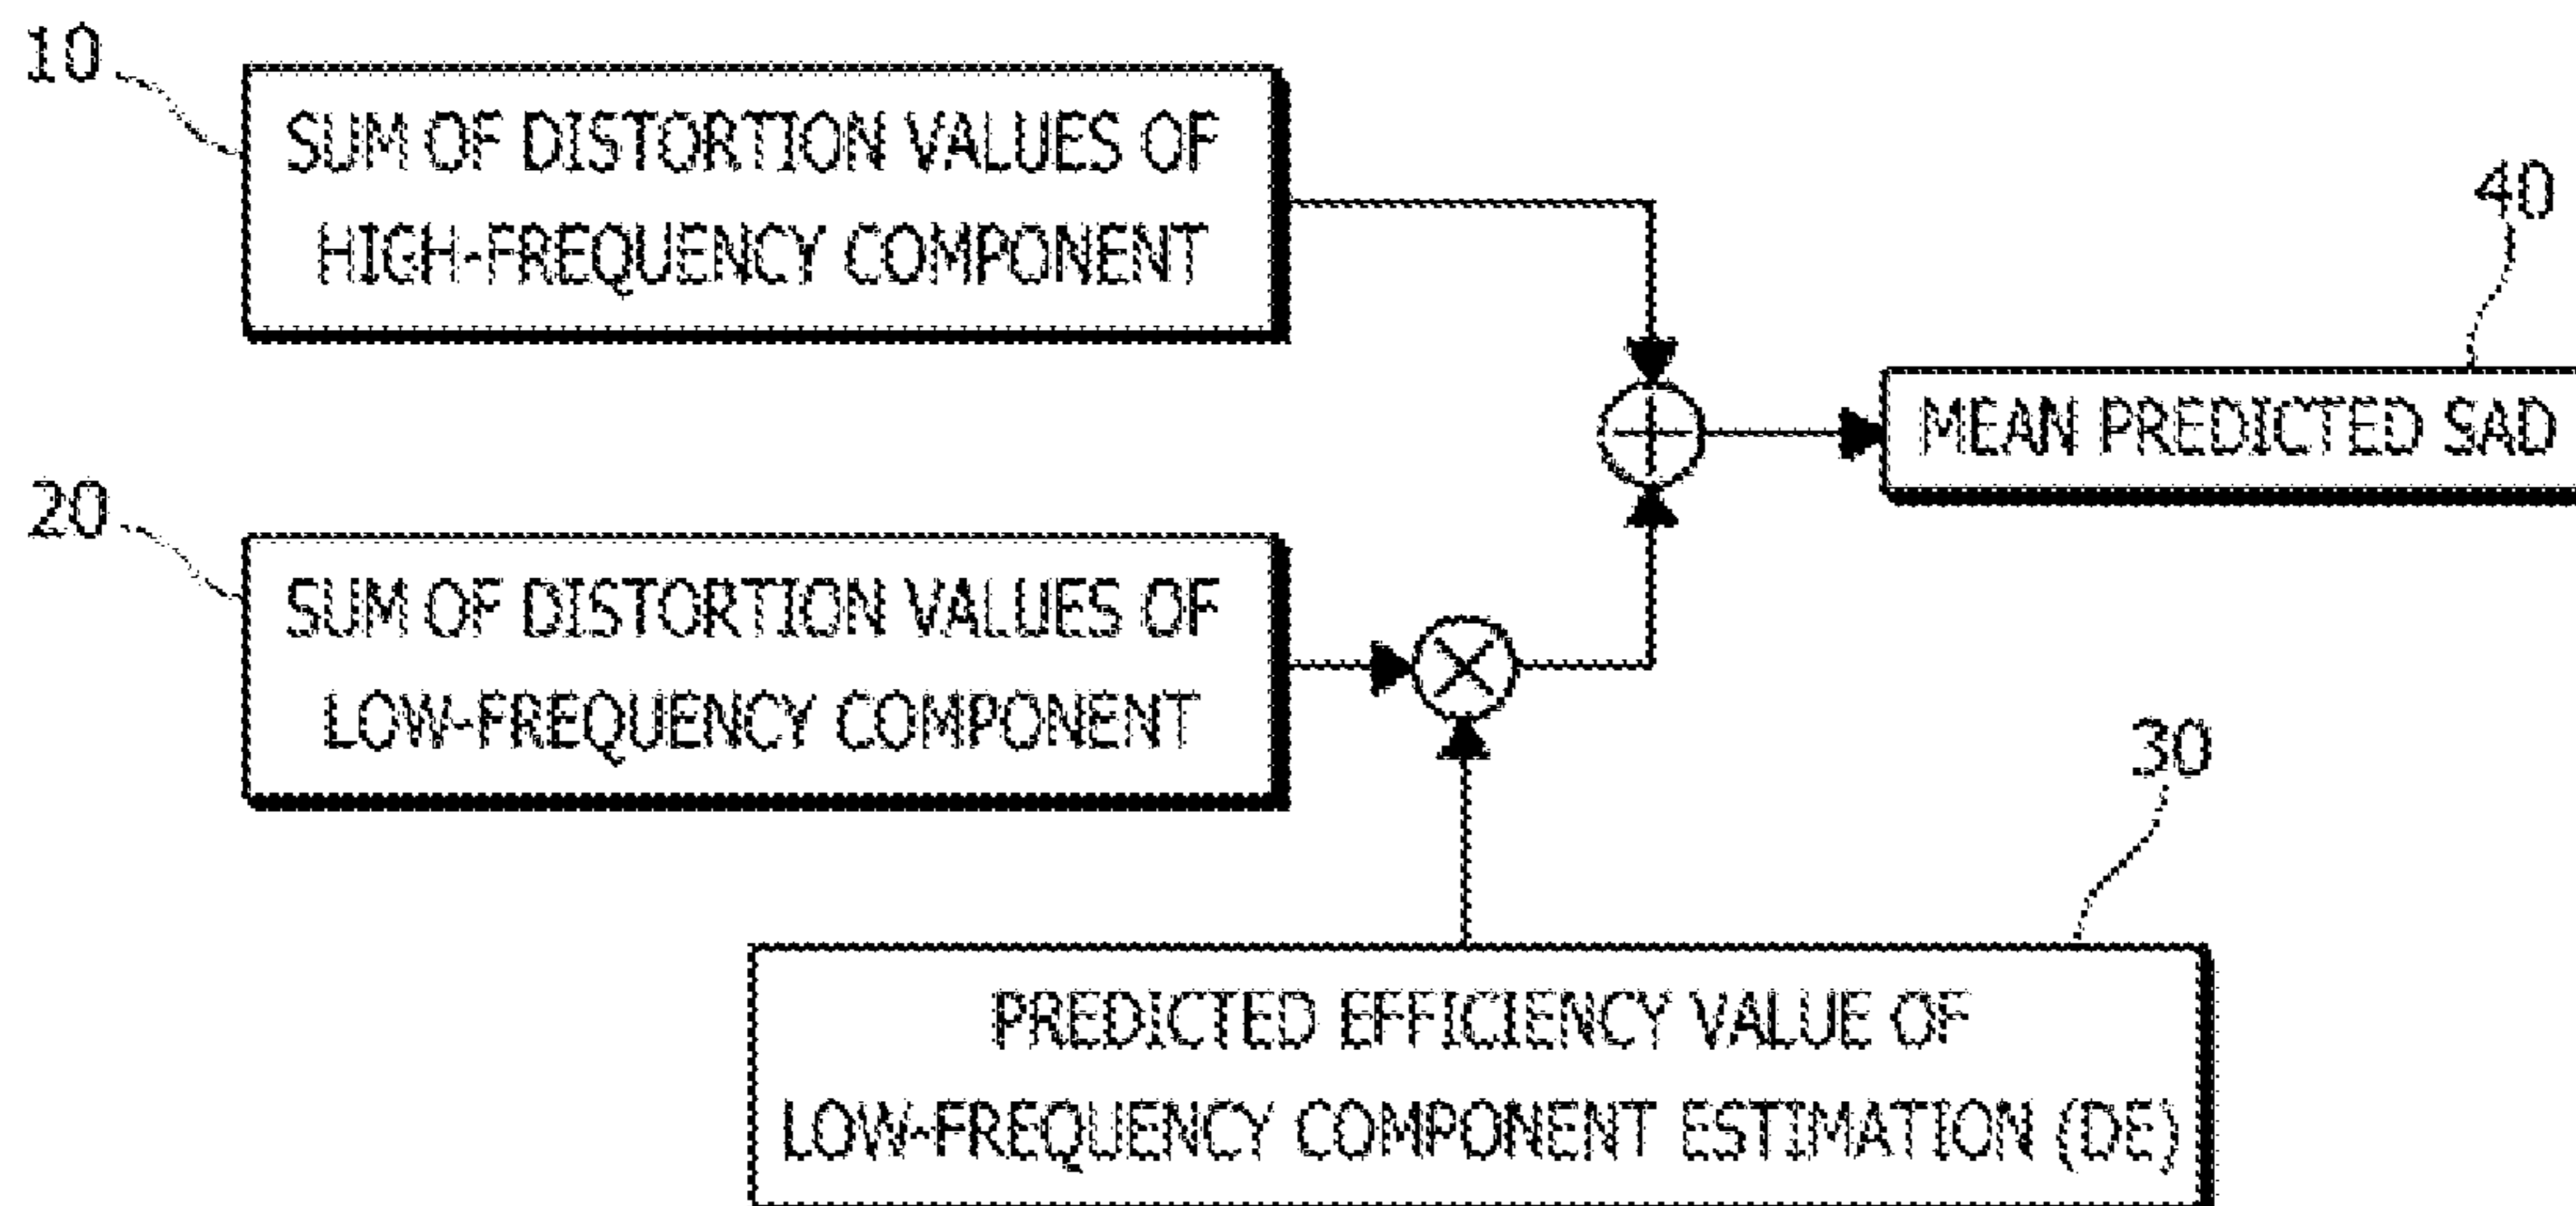 10
SUM OF DISTORTION VALUES OF
HIGH-FREQUENCY COMPONENT
40
MEAN PREDICTED SAD
20
SUM OF DISTORTION VALUES OF
LOW-FREQUENCY COMPONENT
30
PREDICTED EFFICIENCY VALUE OF
LOW-FREQUENCY COMPONENT ESTIMATION (DE)